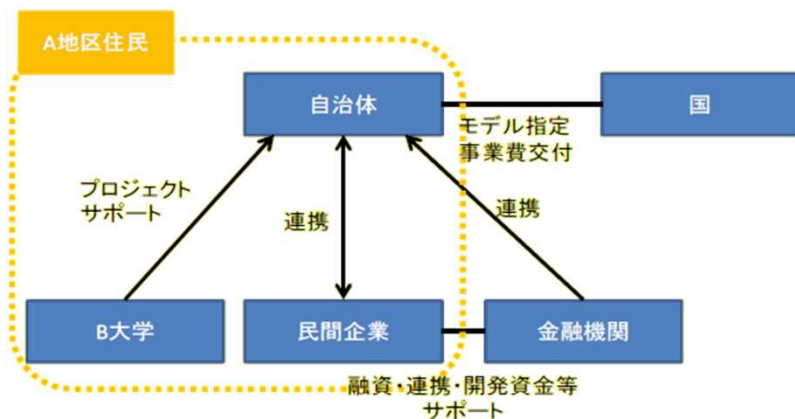 A地区住民
自治体
国
モデル指定
事業費交付
プロジェクト
サポート
連携
連携
B大学
民間企業
金融機関
融資・連携・開発資金等
サポート